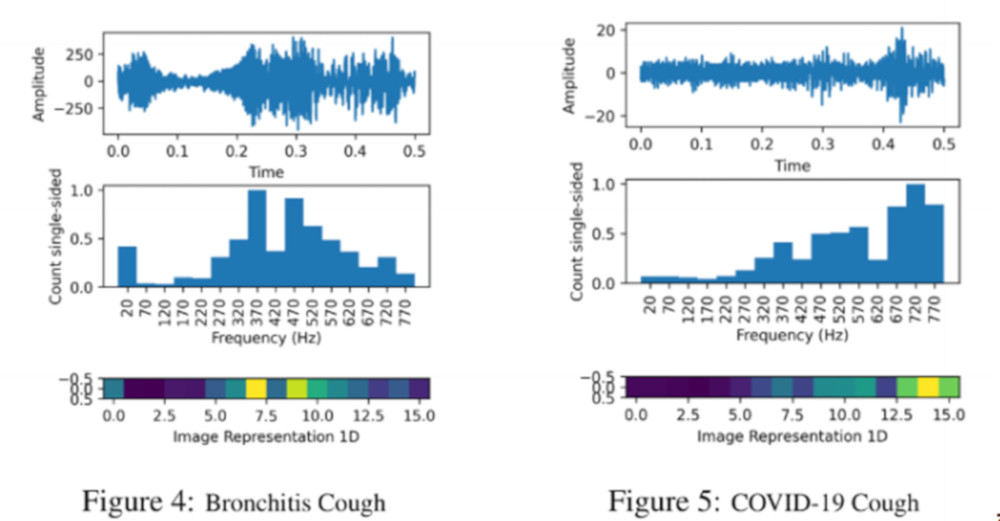 Amplitude
250
0
−250
0.0 0.1 0.2 0.3 0.4 0.5
Time
Count single-sided
1.0
0.5
0.0
20 70 120 170 220 270 320 370 420 470 520 570 620 670 720 770
Frequency (Hz)
−0.5
0.0
0.5
0.0 2.5 5.0 7.5 10.0 12.5 15.0
Image Representation 1D
Figure 4: Bronchitis Cough
Amplitude
20
0
−20
0.0 0.1 0.2 0.3 0.4 0.5
Time
Count single-sided
1.0
0.5
0.0
20 70 120 170 220 270 320 370 420 470 520 570 620 670 720 770
Frequency (Hz)
−0.5
0.0
0.5
0.0 2.5 5.0 7.5 10.0 12.5 15.0
Image Representation 1D
Figure 5: COVID-19 Cough